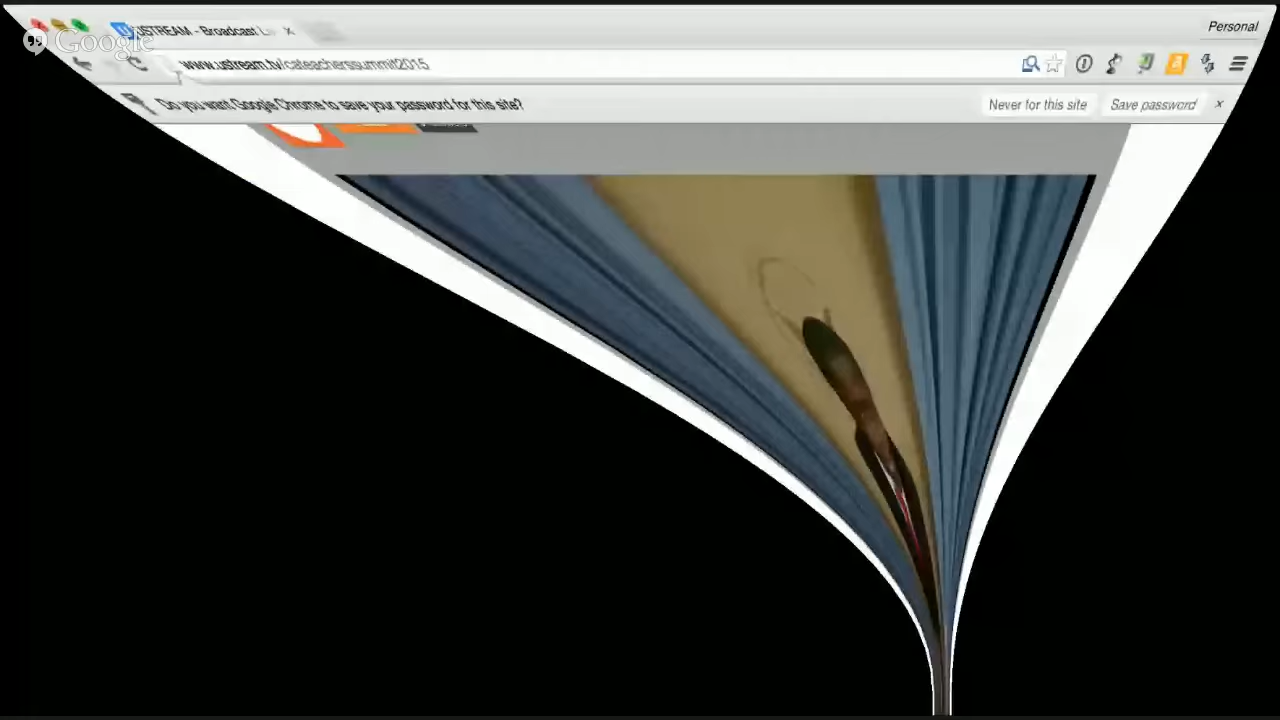 USTREAM - Broadcast L
Personal
Google
www.ustream.tv/cateacherssummit2015
Do you want Google Chrome to save your password for this site?
Never for this site
Save password